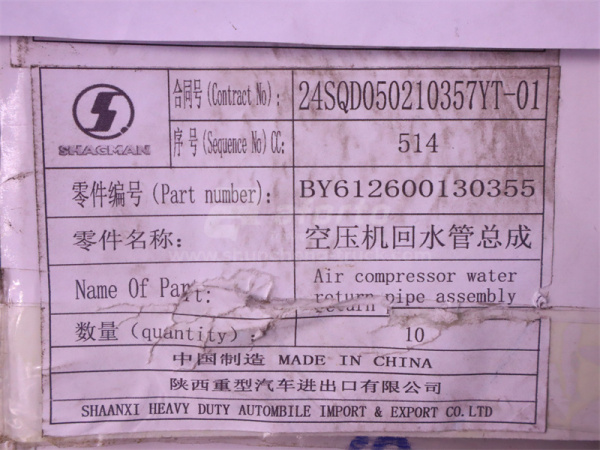 合同号(Contract No): 24SQD050210357YT-01
SHACMAN
序号(Sequence No)CC: 514
零件编号(Part number): BY612600130355
零件名称: 空压机回水管总成
Name Of Part: Air compressor water
return pipe assembly
数量(quantity): 10
中国制造 MADE IN CHINA
陕西重型汽车进出口有限公司
SHAANXI HEAVY DUTY AUTOMBILE IMPORT & EXPORT CO.LTD